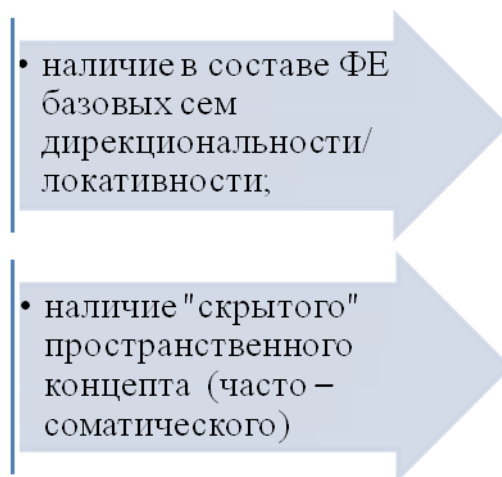 • наличие в составе ФЕ
базовых сем
дирекциональности/
локативности;
• наличие "скрытого"
пространственного
концепта (часто –
соматического)